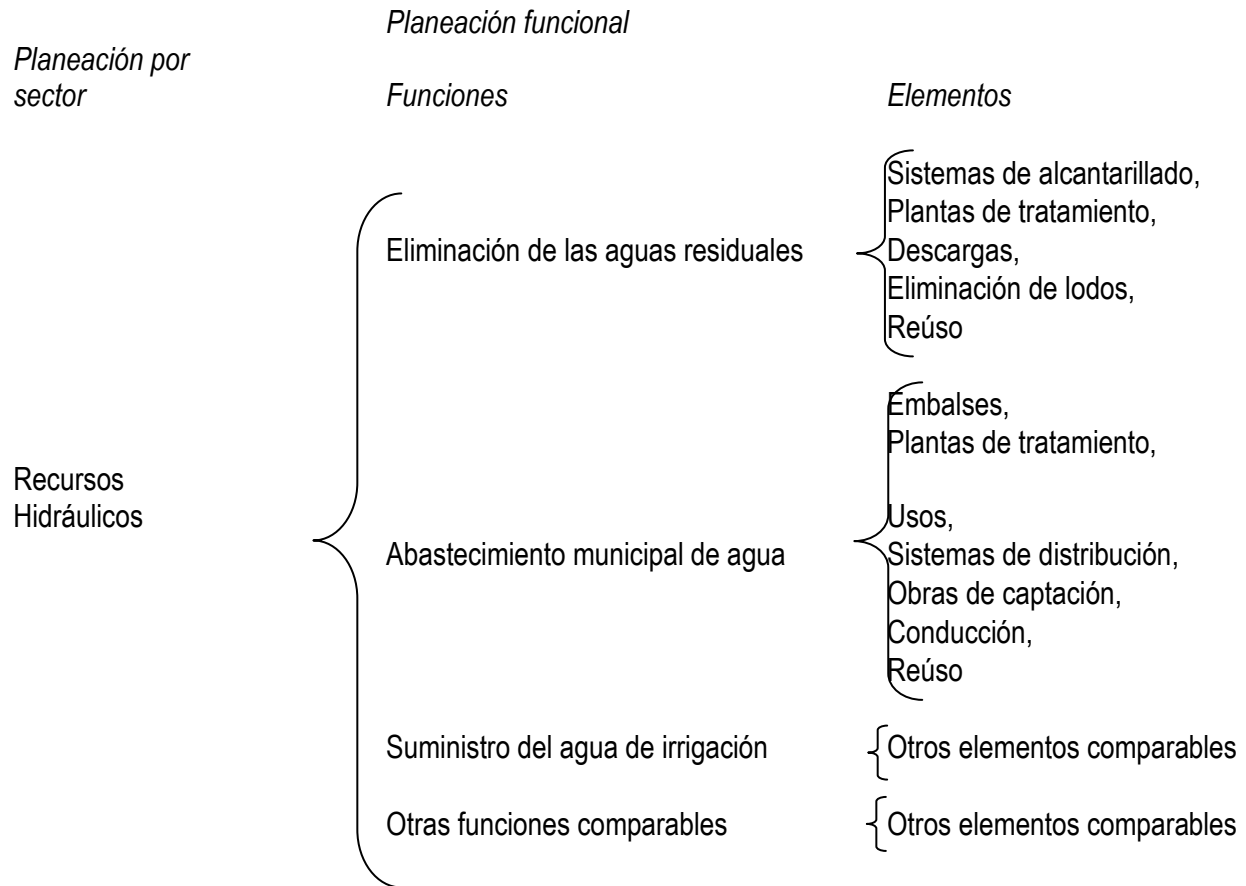 Planeación funcional
Planeación por
sector
Funciones
Elementos
Recursos
Hidráulicos
Eliminación de las aguas residuales
Sistemas de alcantarillado,
Plantas de tratamiento,
Descargas,
Eliminación de lodos,
Reúso
Abastecimiento municipal de agua
Embalses,
Plantas de tratamiento,
Usos,
Sistemas de distribución,
Obras de captación,
Conducción,
Reúso
Suministro del agua de irrigación
Otros elementos comparables
Otras funciones comparables
Otros elementos comparables